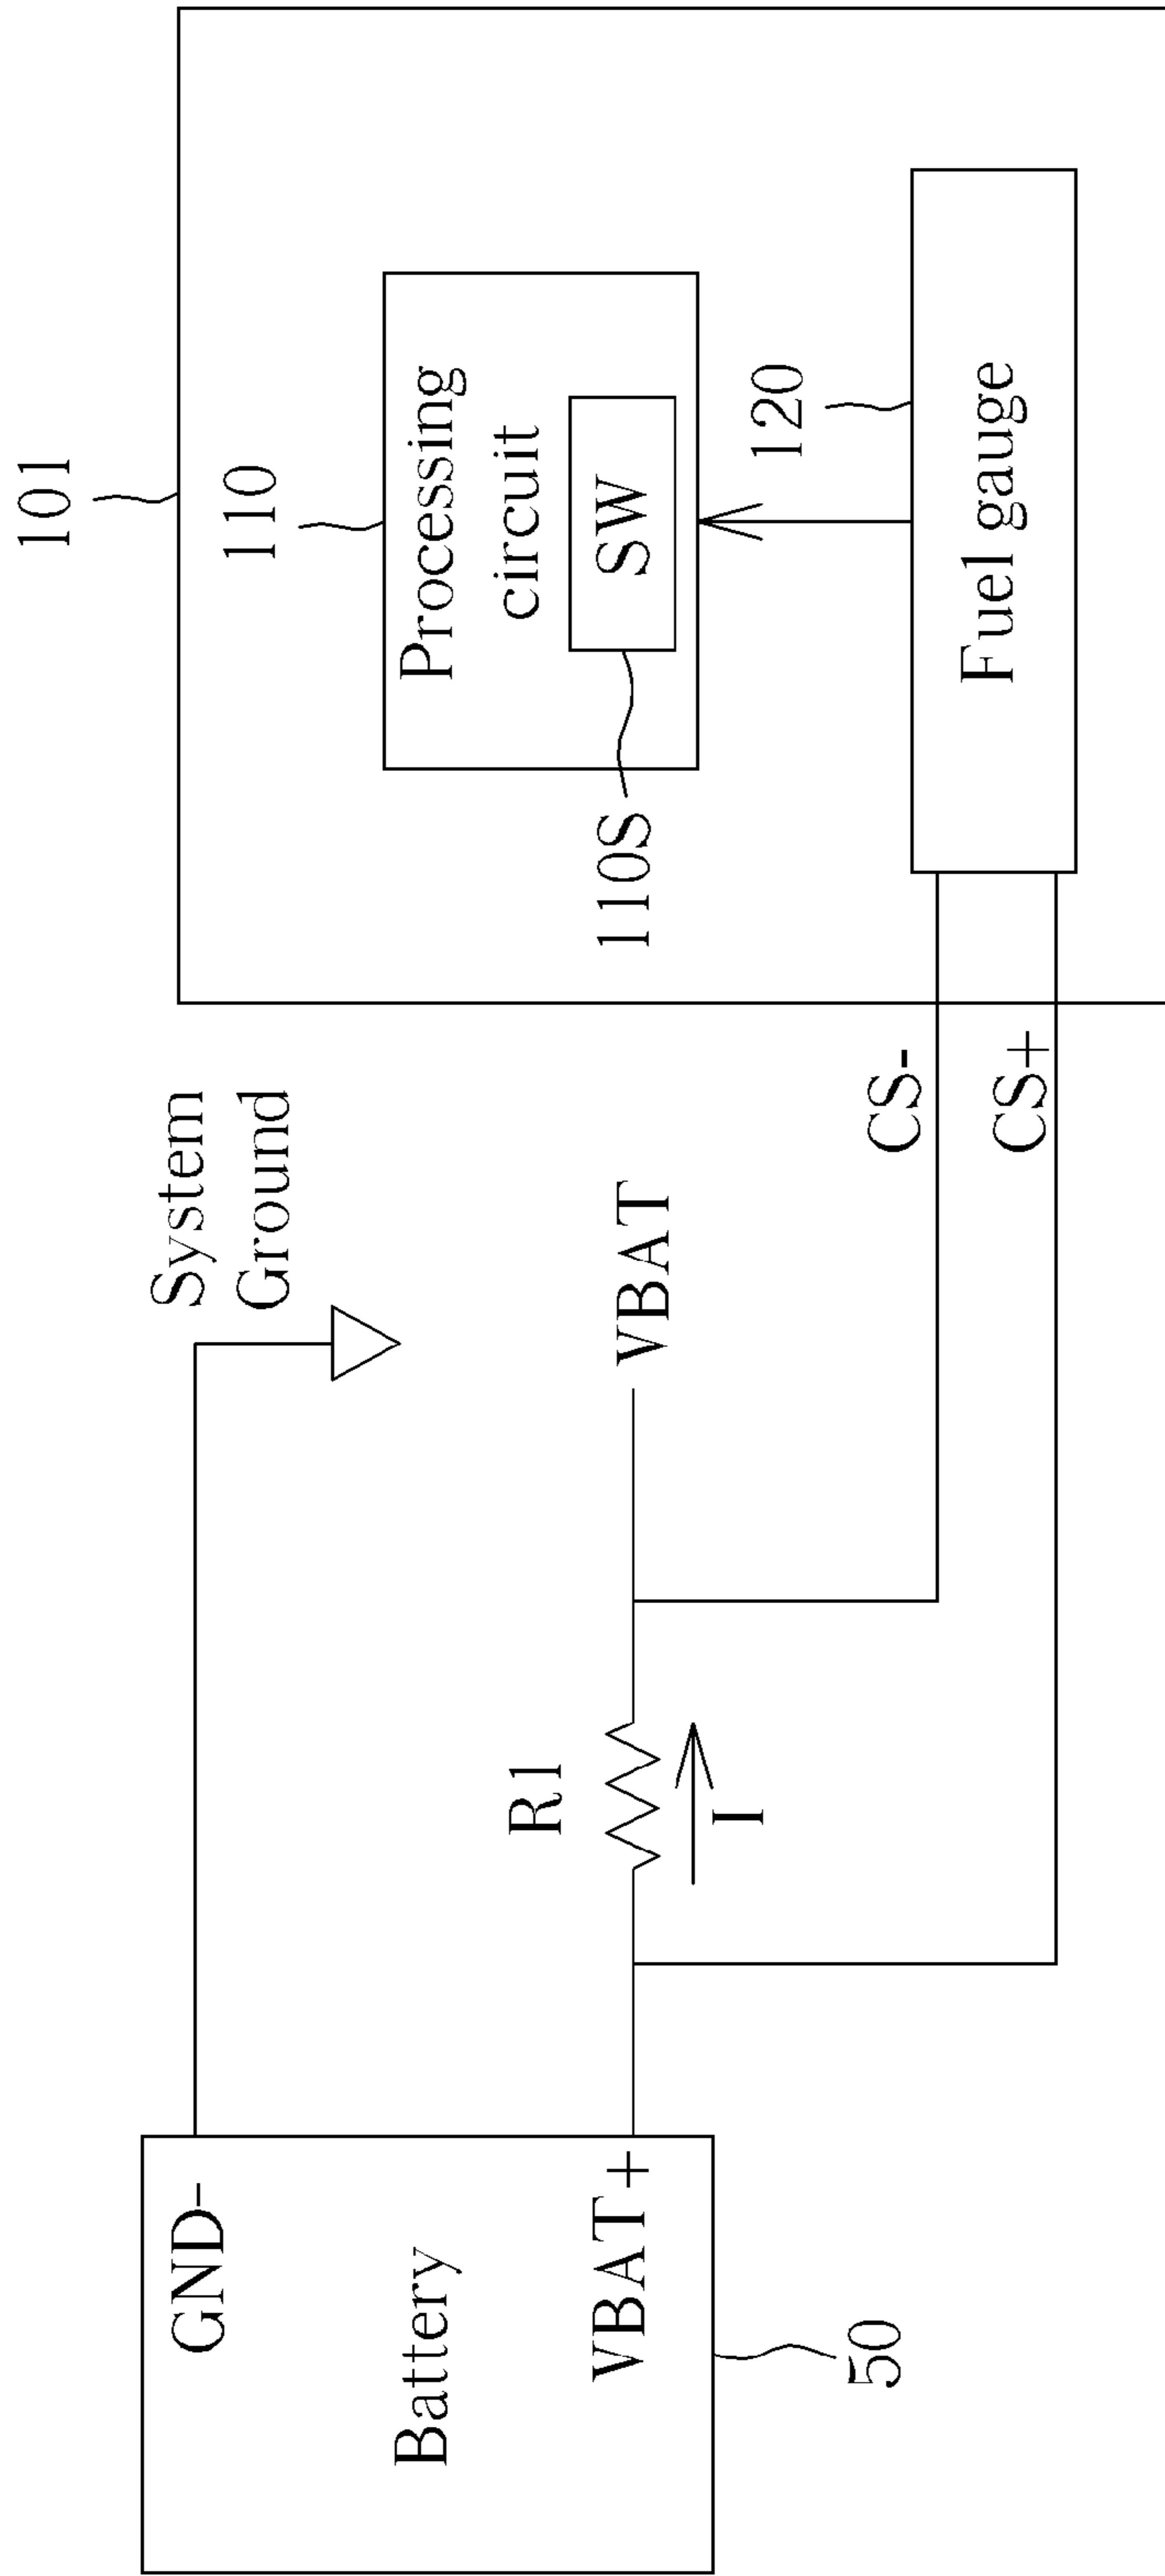 101
110
Processing
circuit
SW
110S
120
Fuel gauge
System
Ground
VBAT
CS-
CS+
R1
I
GND-
Battery
VBAT+
50